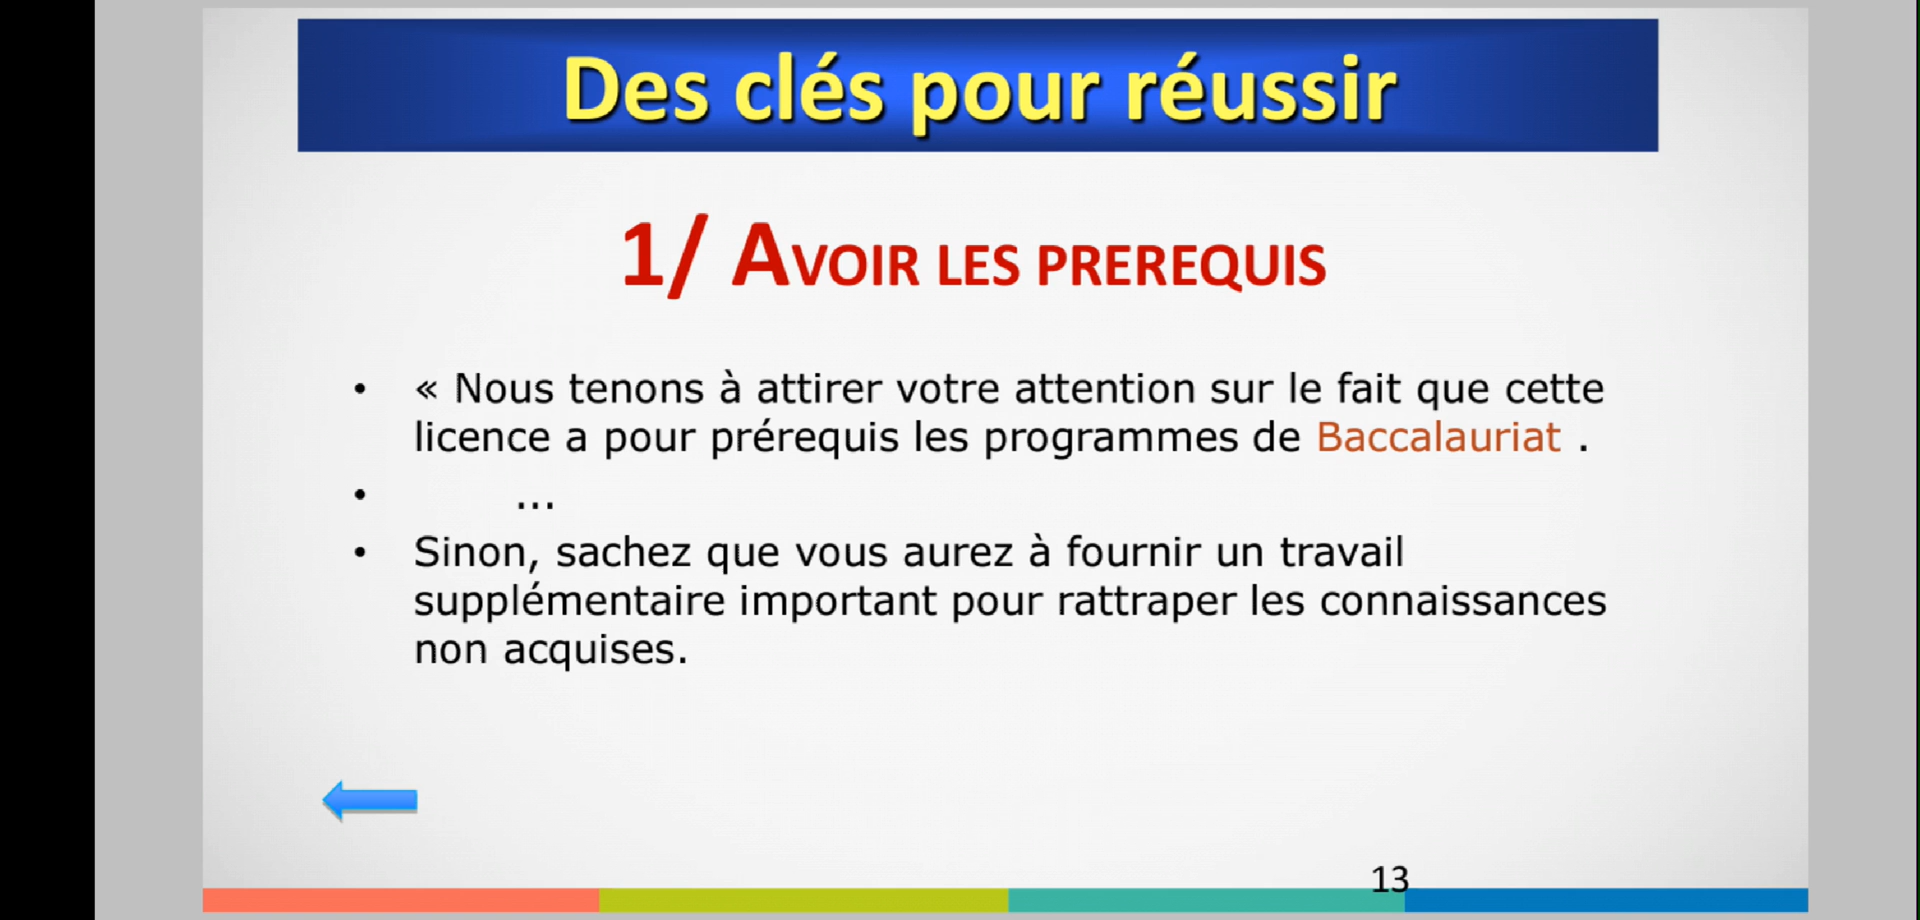 Des clés pour réussir
1/ AVOIR LES PREREQUIS
• « Nous tenons à attirer votre attention sur le fait que cette
licence a pour prérequis les programmes de Baccalauriat .
• ...
• Sinon, sachez que vous aurez à fournir un travail
supplémentaire important pour rattraper les connaissances
non acquises.
13